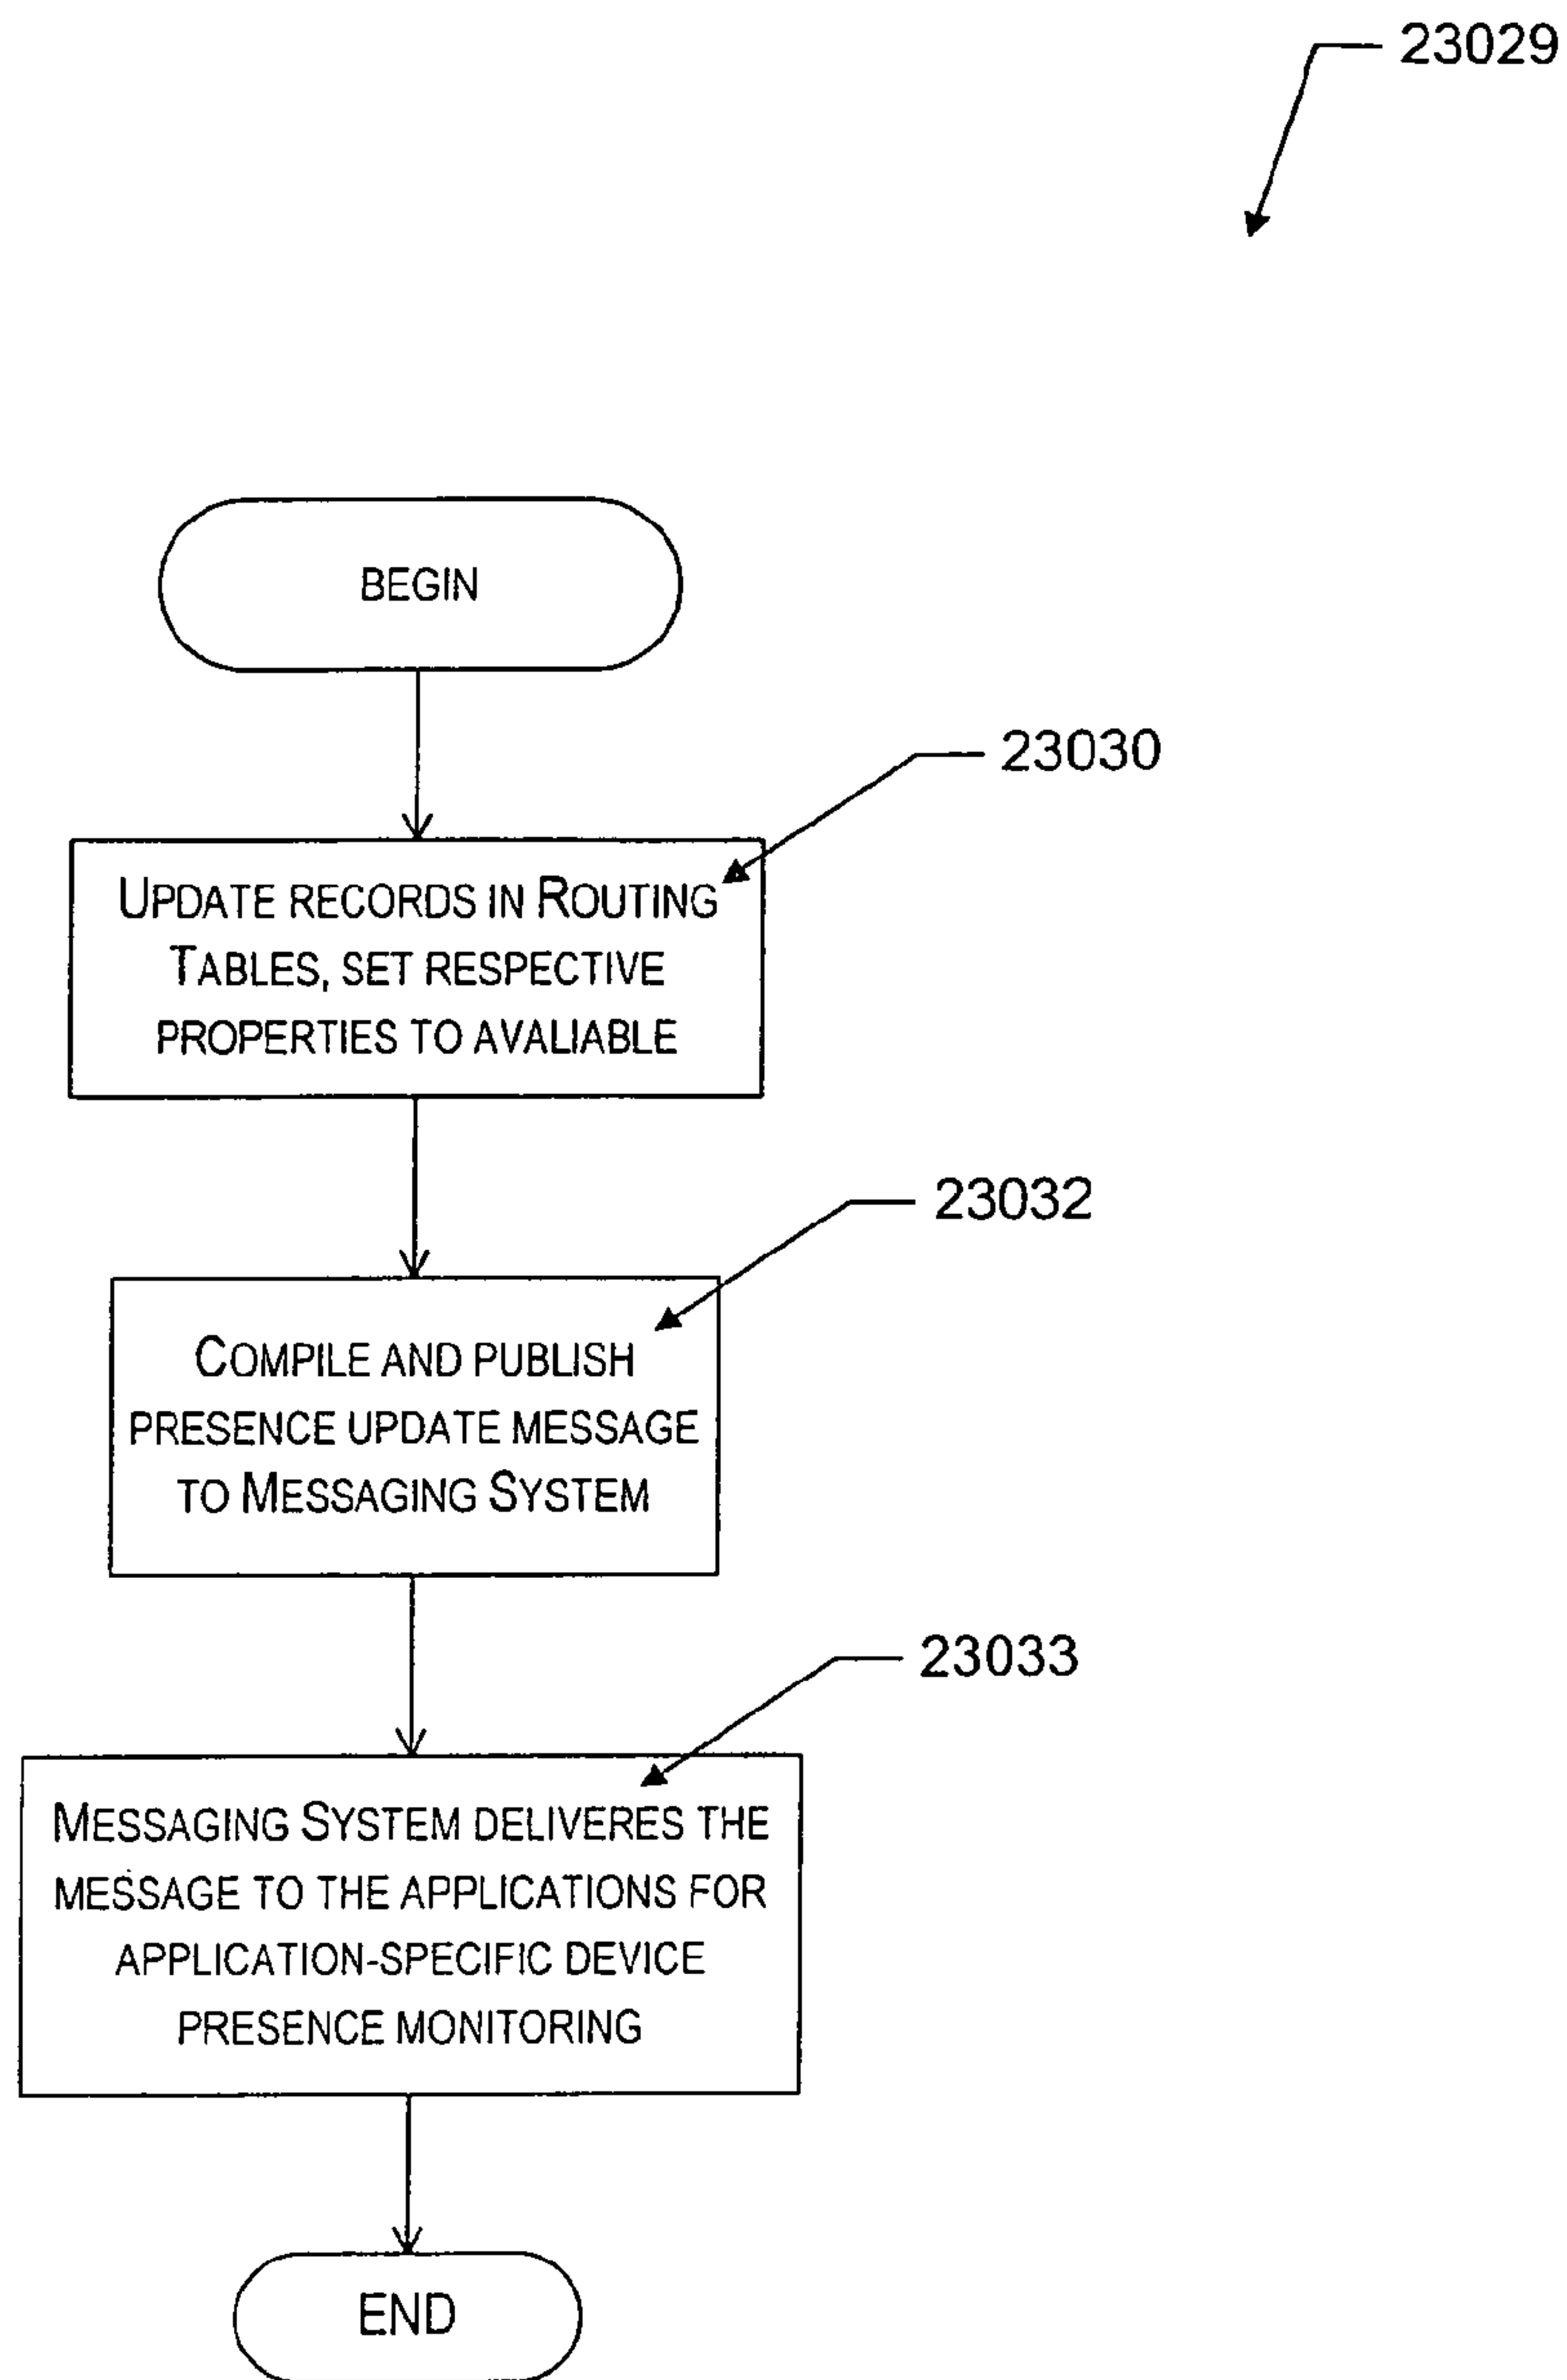 23029
BEGIN
23030
UPDATE RECORDS IN ROUTING
TABLES, SET RESPECTIVE
PROPERTIES TO AVALIABLE
23032
COMPILE AND PUBLISH
PRESENCE UPDATE MESSAGE
TO MESSAGING SYSTEM
23033
MESSAGING SYSTEM DELIVERES THE
MESSAGE TO THE APPLICATIONS FOR
APPLICATION-SPECIFIC DEVICE
PRESENCE MONITORING
END